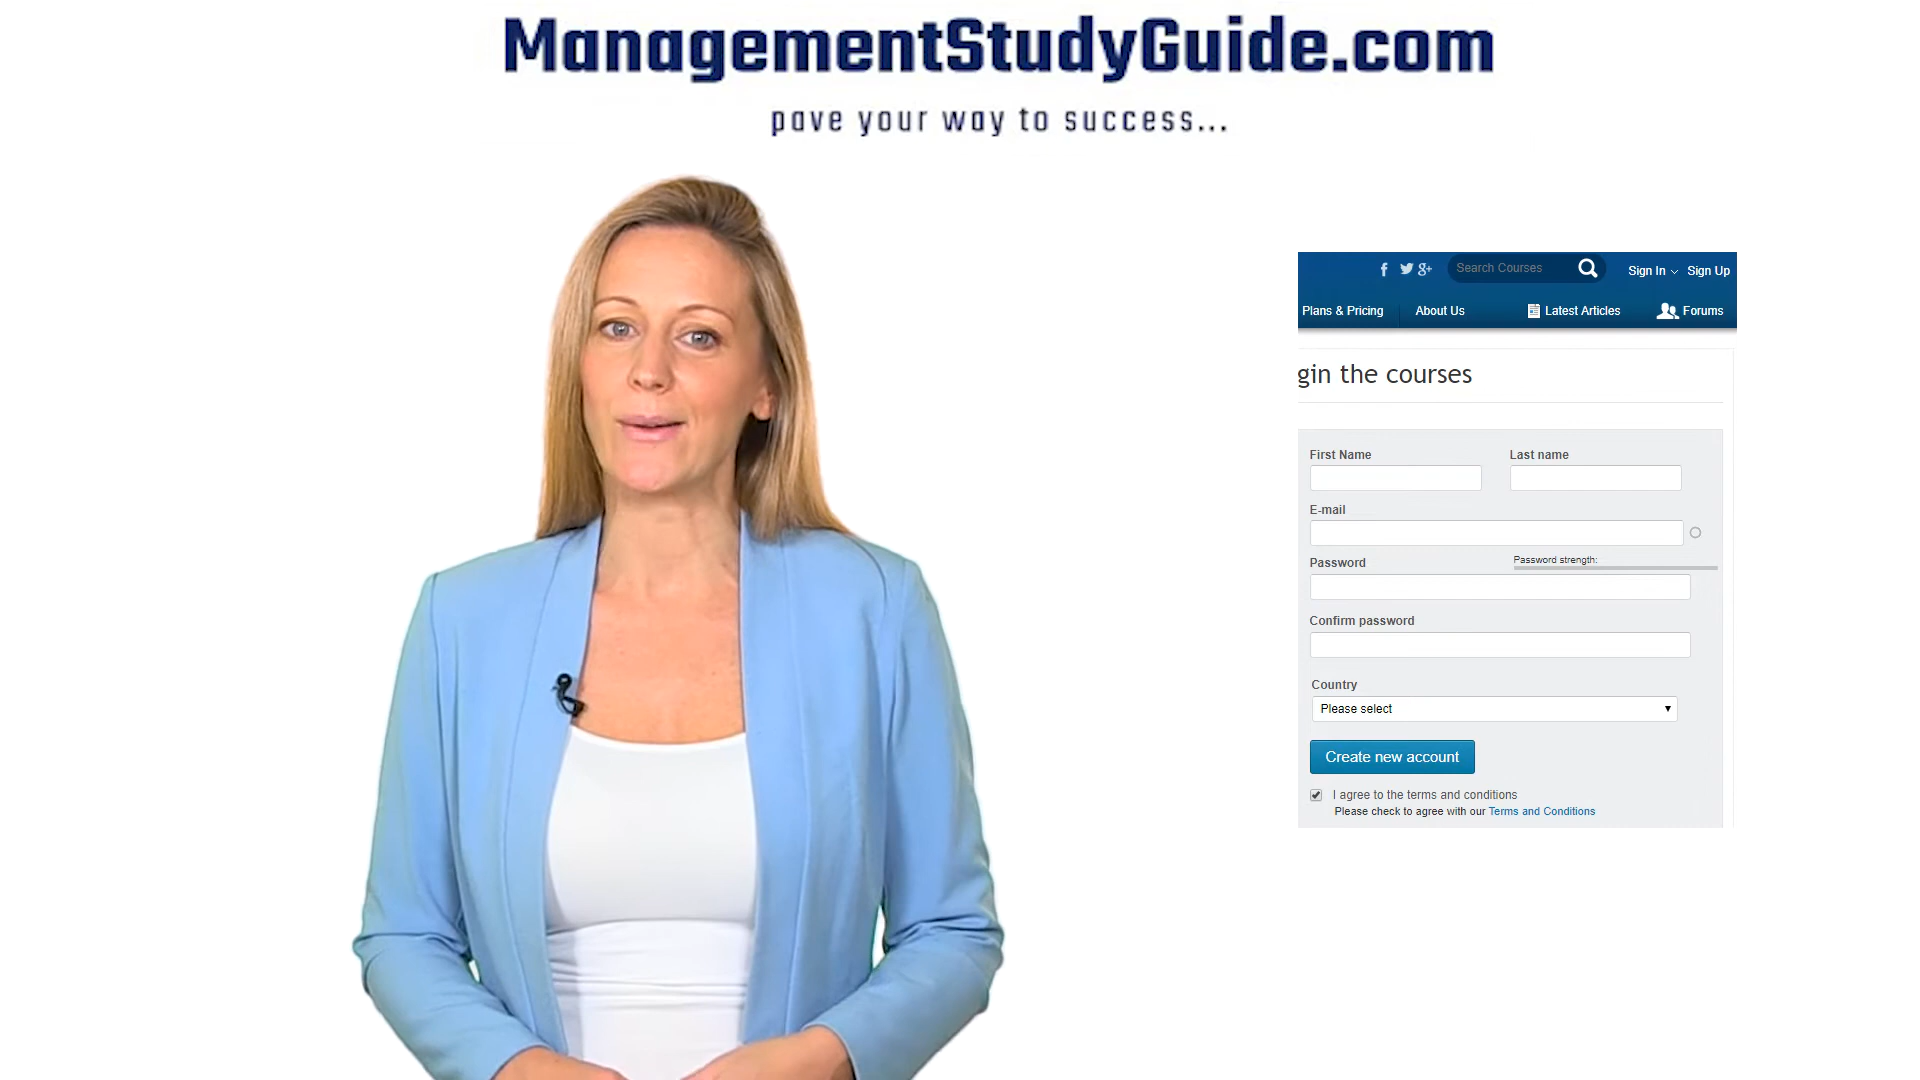 ManagementStudyGuide.com
pave your way to success...
Search Courses
Sign In
Sign Up
Plans & Pricing
About Us
Latest Articles
Forums
gin the courses
First Name
Last name
E-mail
Password
Password strength:
Confirm password
Country
Please select
Create new account
I agree to the terms and conditions
Please check to agree with our Terms and Conditions